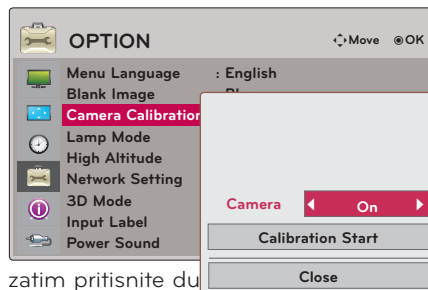 OPTION
Move OK
Menu Language : English
Blank Image
Camera Calibration
Lamp Mode
High Altitude
Network Setting
3D Mode
Input Label
Power Sound
Camera On
Calibration Start
Close
zatim pritisnite